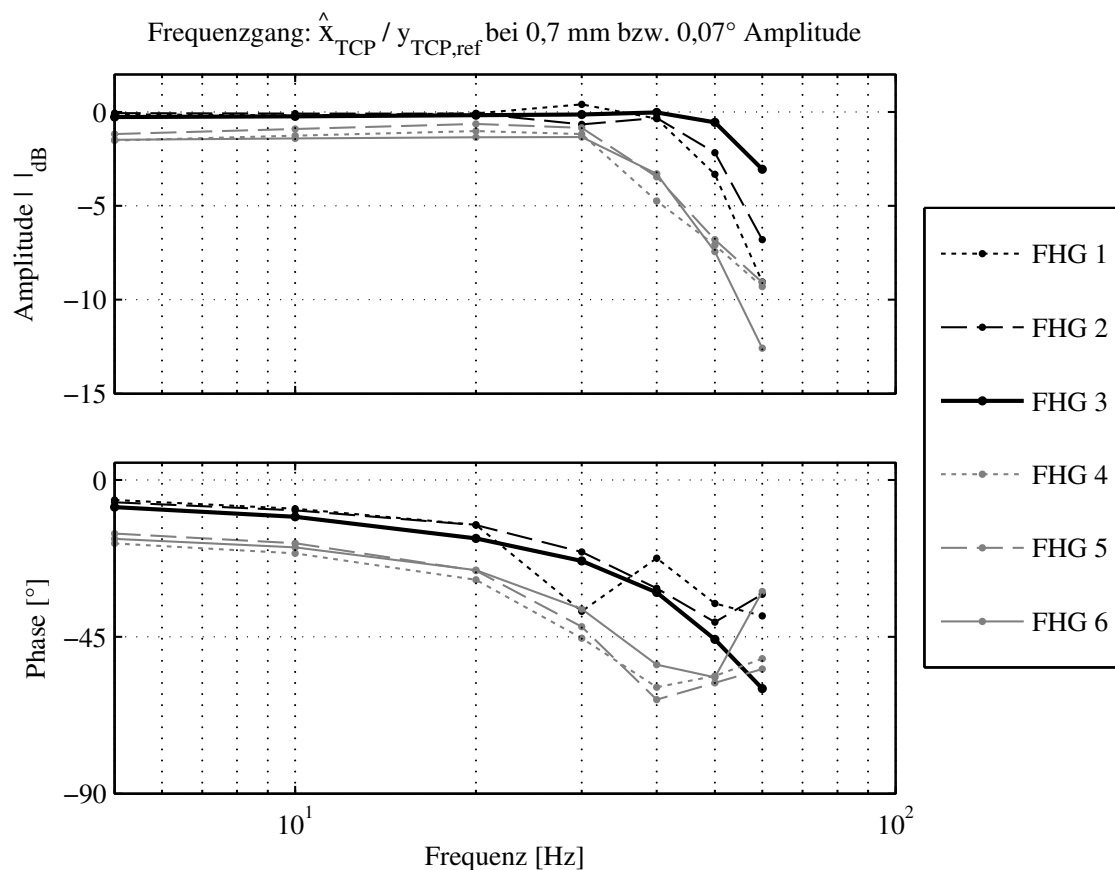 Frequenzgang: x̂_TCP / y_TCP,ref bei 0,7 mm bzw. 0,07° Amplitude
Amplitude | |_dB
0
−5
−10
−15
Phase [°]
0
−45
−90
10^1
10^2
Frequenz [Hz]
FHG 1
FHG 2
FHG 3
FHG 4
FHG 5
FHG 6